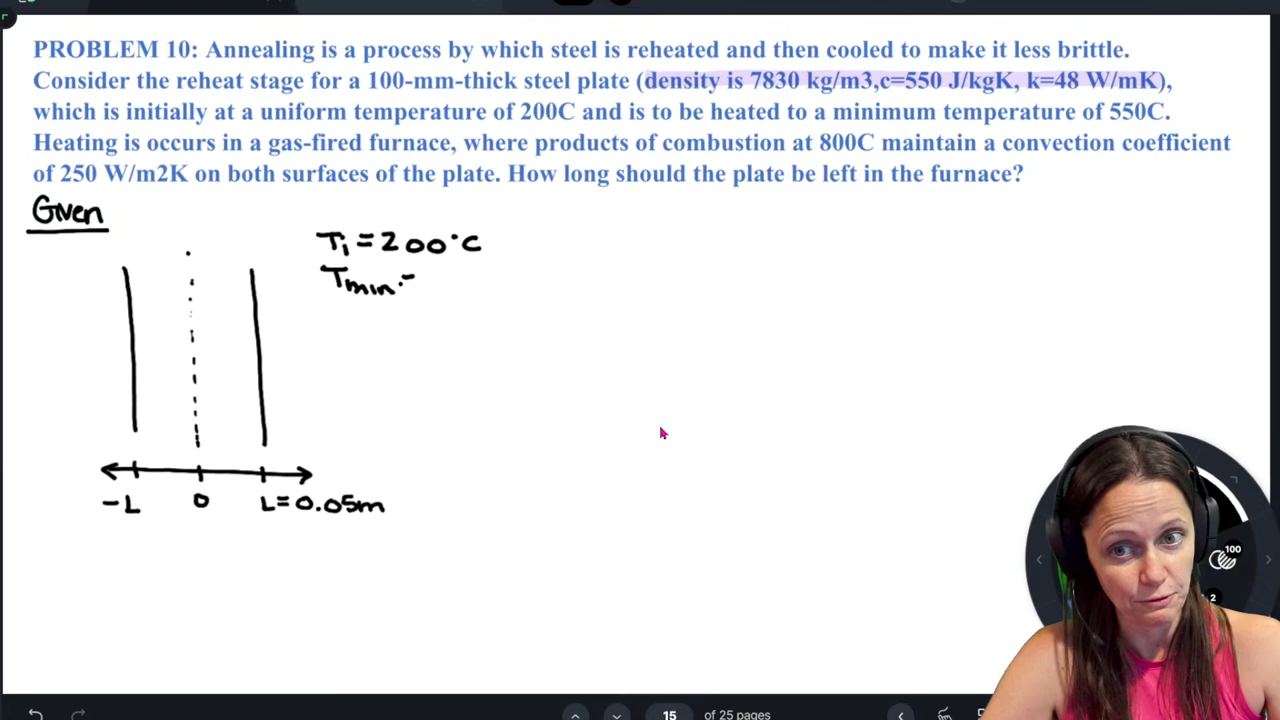 PROBLEM 10: Annealing is a process by which steel is reheated and then cooled to make it less brittle.
Consider the reheat stage for a 100-mm-thick steel plate (density is 7830 kg/m3,c=550 J/kgK, k=48 W/mK),
which is initially at a uniform temperature of 200C and is to be heated to a minimum temperature of 550C.
Heating is occurs in a gas-fired furnace, where products of combustion at 800C maintain a convection coefficient
of 250 W/m2K on both surfaces of the plate. How long should the plate be left in the furnace?
Given
Ti = 200°C
Tmin. =
-L 0 L=0.05m
100
2
15 of 25 pages